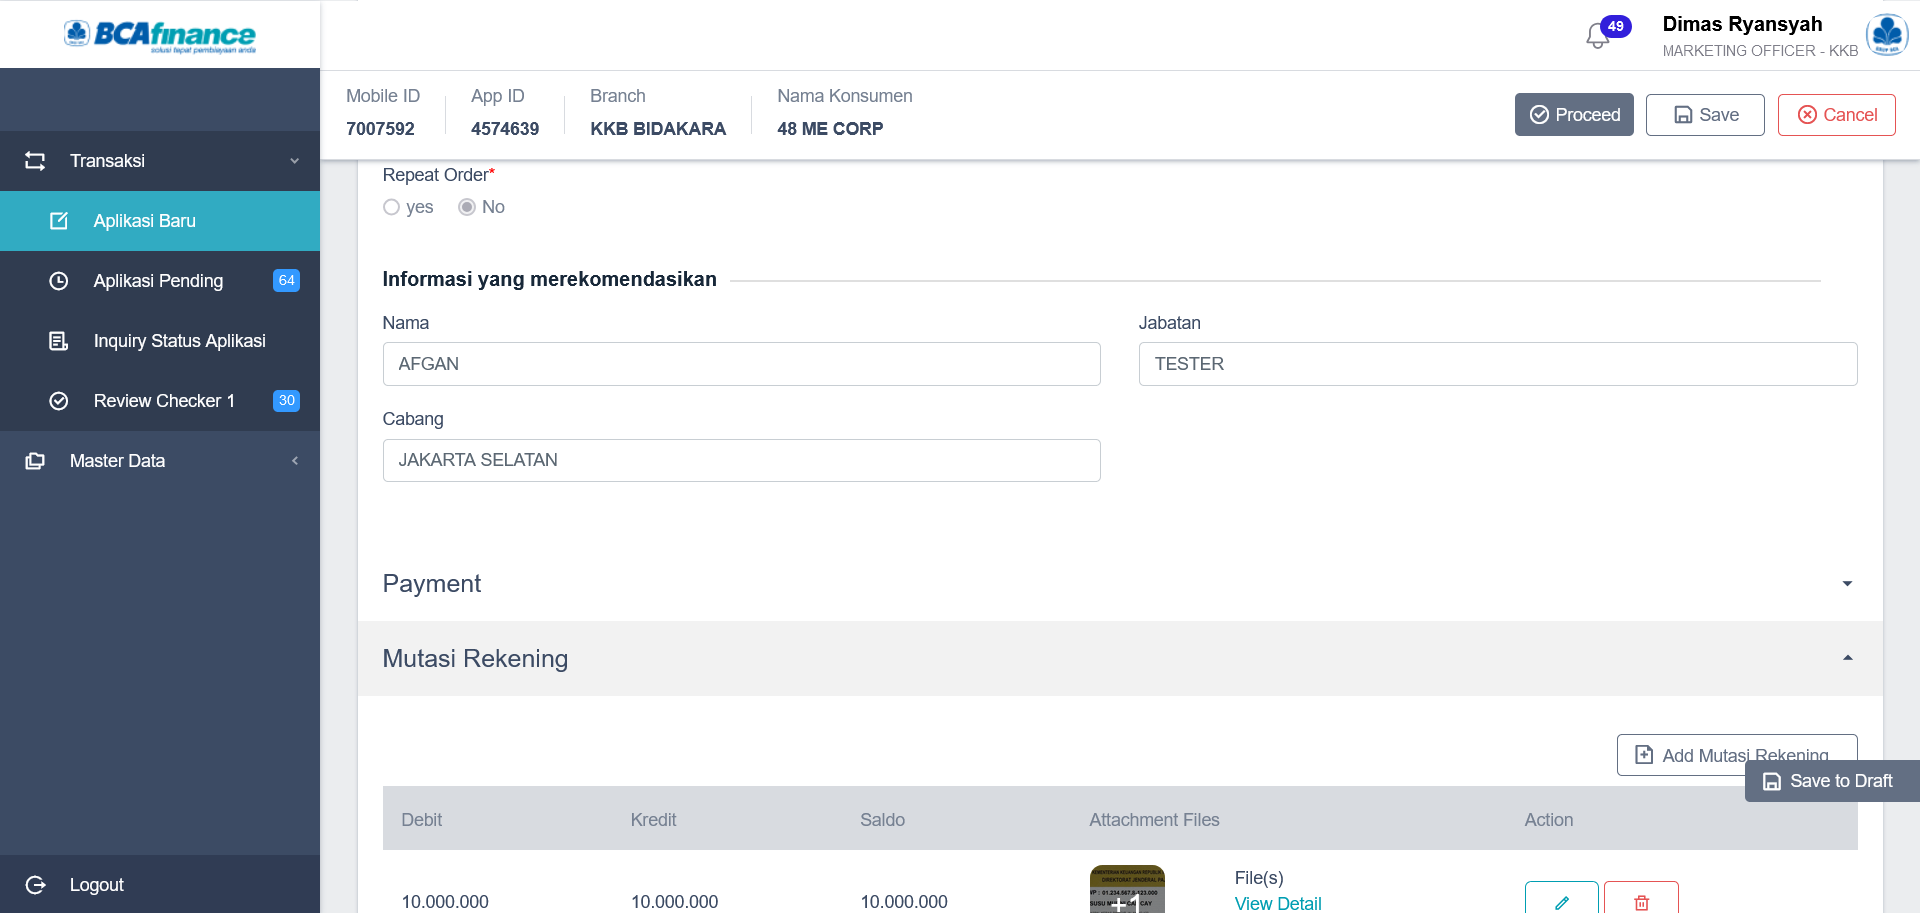 BCAfinance
solusi tepat pembiayaan anda
49
Dimas Ryansyah
MARKETING OFFICER - KKB
Mobile ID
7007592
App ID
4574639
Branch
KKB BIDAKARA
Nama Konsumen
48 ME CORP
Proceed
Save
Cancel
Transaksi
Aplikasi Baru
Aplikasi Pending
64
Inquiry Status Aplikasi
Review Checker 1
30
Master Data
Logout
Repeat Order*
yes
No
Informasi yang merekomendasikan
Nama
AFGAN
Jabatan
TESTER
Cabang
JAKARTA SELATAN
Payment
Mutasi Rekening
Add Mutasi Rekening
Save to Draft
Debit
Kredit
Saldo
Attachment Files
Action
10.000.000
10.000.000
10.000.000
+1
File(s)
View Detail